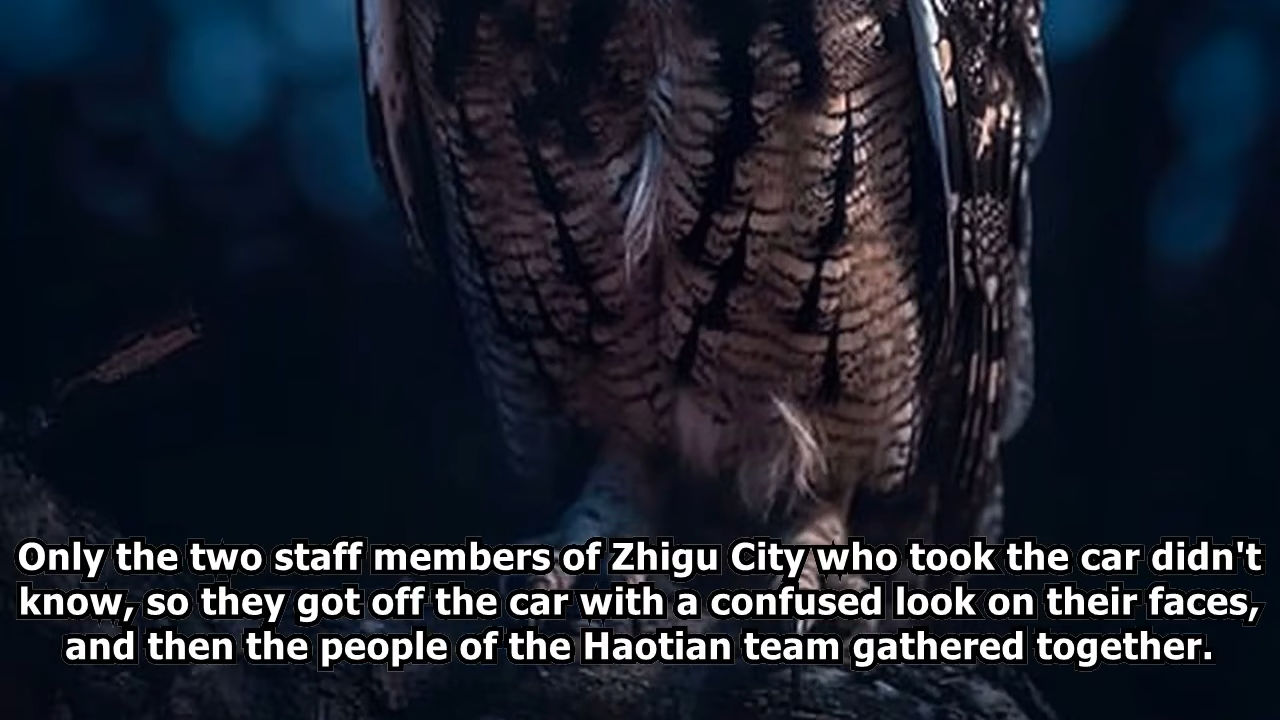 Only the two staff members of Zhigu City who took the car didn't
know, so they got off the car with a confused look on their faces,
and then the people of the Haotian team gathered together.